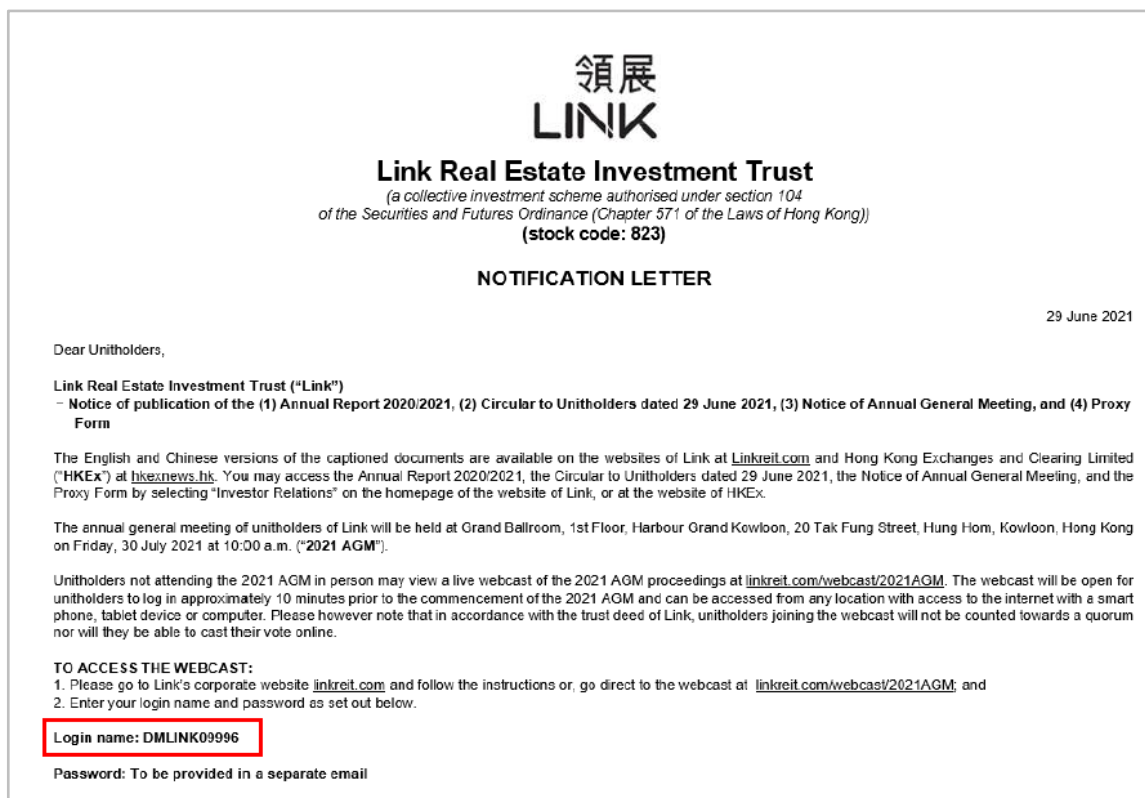 領展
LINK
Link Real Estate Investment Trust
(a collective investment scheme authorised under section 104
of the Securities and Futures Ordinance (Chapter 571 of the Laws of Hong Kong))
(stock code: 823)
NOTIFICATION LETTER
29 June 2021
Dear Unitholders,
Link Real Estate Investment Trust (“Link”)
– Notice of publication of the (1) Annual Report 2020/2021, (2) Circular to Unitholders dated 29 June 2021, (3) Notice of Annual General Meeting, and (4) Proxy
Form
The English and Chinese versions of the captioned documents are available on the websites of Link at Linkreit.com and Hong Kong Exchanges and Clearing Limited
(“HKEx”) at hkexnews.hk. You may access the Annual Report 2020/2021, the Circular to Unitholders dated 29 June 2021, the Notice of Annual General Meeting, and the
Proxy Form by selecting “Investor Relations” on the homepage of the website of Link, or at the website of HKEx.
The annual general meeting of unitholders of Link will be held at Grand Ballroom, 1st Floor, Harbour Grand Kowloon, 20 Tak Fung Street, Hung Hom, Kowloon, Hong Kong
on Friday, 30 July 2021 at 10:00 a.m. (“2021 AGM”).
Unitholders not attending the 2021 AGM in person may view a live webcast of the 2021 AGM proceedings at linkreit.com/webcast/2021AGM. The webcast will be open for
unitholders to log in approximately 10 minutes prior to the commencement of the 2021 AGM and can be accessed from any location with access to the internet with a smart
phone, tablet device or computer. Please however note that in accordance with the trust deed of Link, unitholders joining the webcast will not be counted towards a quorum
nor will they be able to cast their vote online.
TO ACCESS THE WEBCAST:
1. Please go to Link's corporate website linkreit.com and follow the instructions or, go direct to the webcast at linkreit.com/webcast/2021AGM; and
2. Enter your login name and password as set out below.
Login name: DMLINK09996
Password: To be provided in a separate email